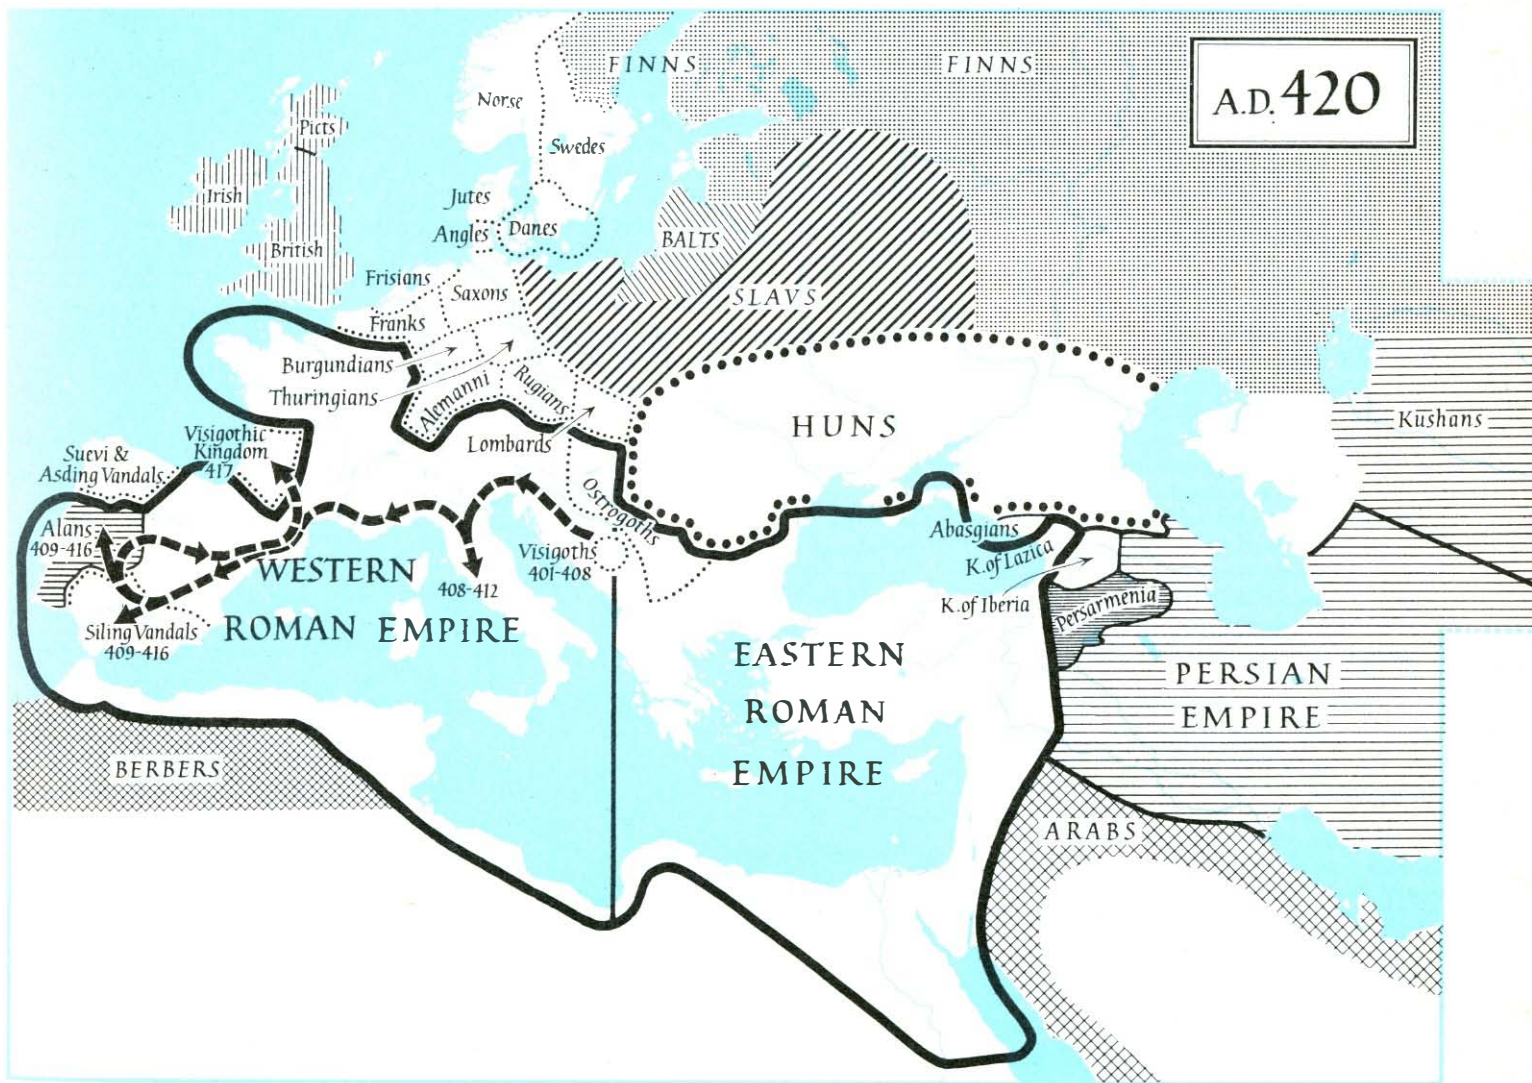 A.D. 420
FINNS
FINNS
Norse
Swedes
Picts
Irish
British
Jutes
Angles
Danes
BALTS
Frisians
Saxons
SLAVS
Franks
Burgundians
Thuringians
Alemanni
Rugians
Lombards
HUNS
Kushans
Visigothic
Kingdom
417
Suevi &
Asding Vandals
Alans
409-416
Ostrogoths
Visigoths
401-408
408-412
Abasgians
K. of Lazica
K. of Iberia
Persarmenia
WESTERN
ROMAN EMPIRE
Siling Vandals
409-416
EASTERN
ROMAN
EMPIRE
PERSIAN
EMPIRE
BERBERS
ARABS